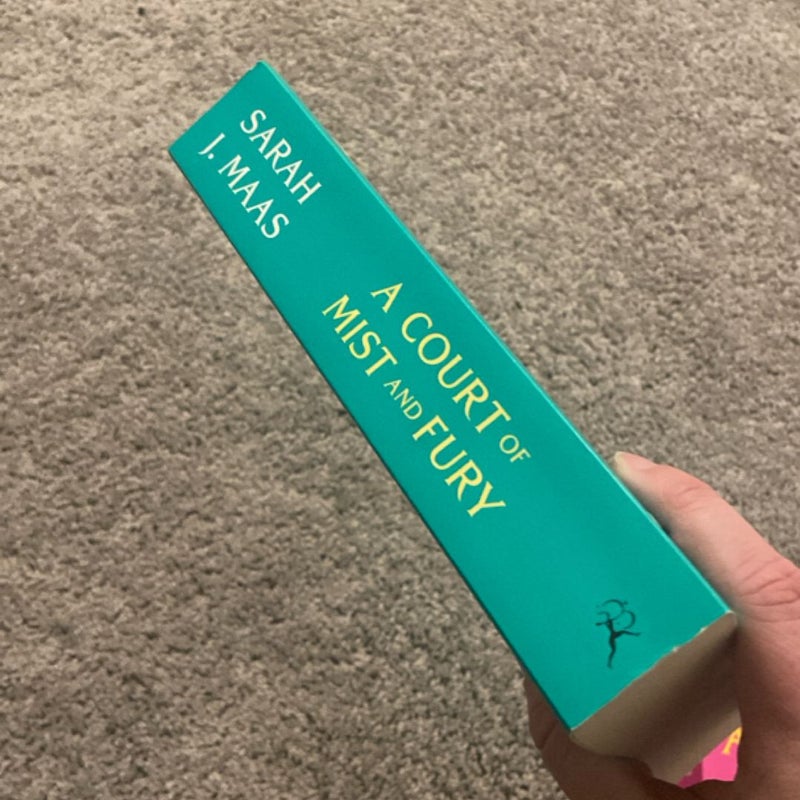 SARAH
J. MAAS
A COURT OF
MIST AND FURY
A